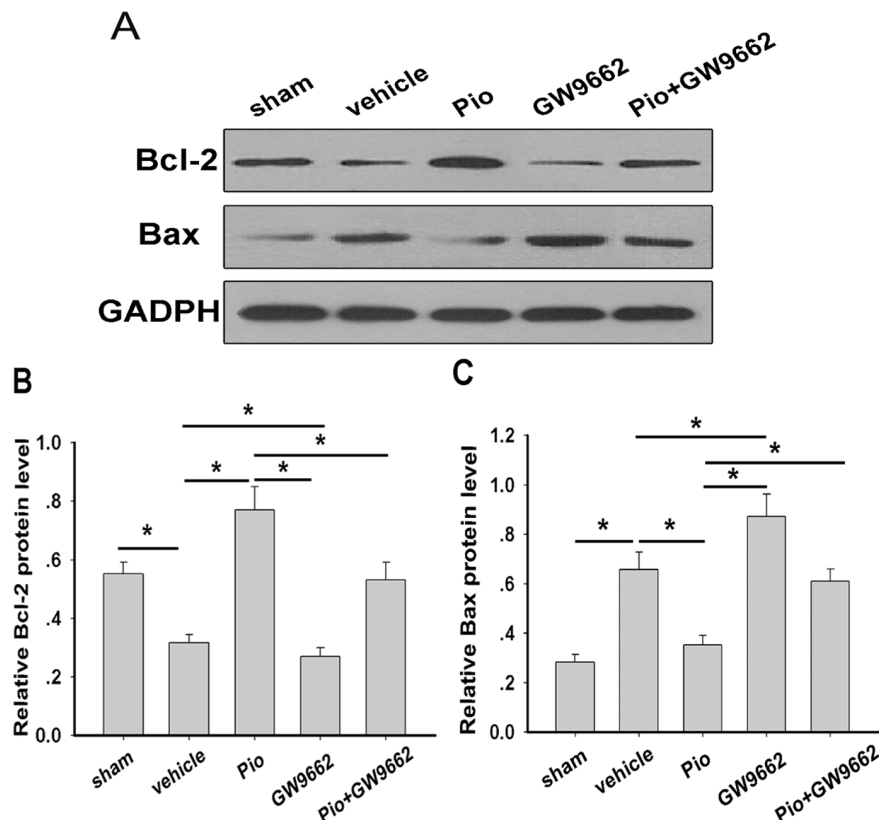 A
sham vehicle Pio GW9662 Pio+GW9662
Bcl-2
Bax
GADPH
B
Relative Bcl-2 protein level
1.0
.8
.6
.4
.2
0.0
* * * * *
sham vehicle Pio GW9662 Pio+GW9662
C
Relative Bax protein level
1.2
1.0
.8
.6
.4
.2
0.0
* * * * *
sham vehicle Pio GW9662 Pio+GW9662